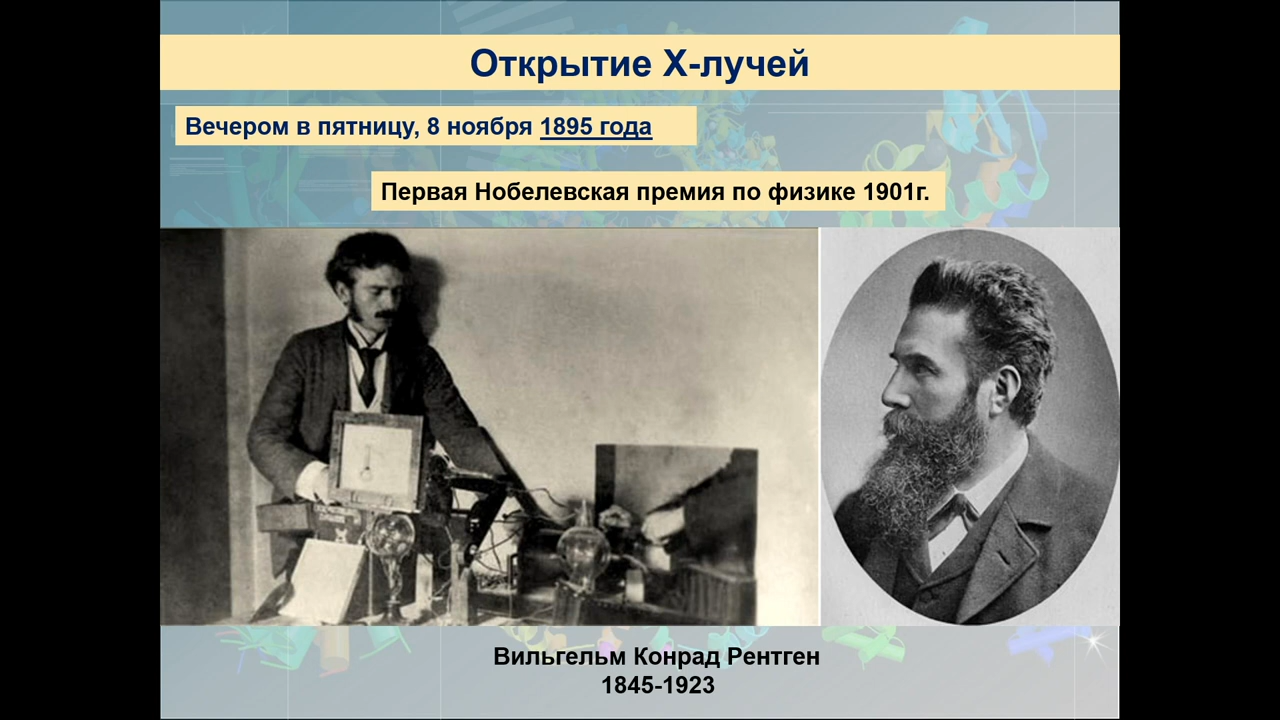 Открытие X-лучей
Вечером в пятницу, 8 ноября 1895 года
Первая Нобелевская премия по физике 1901г.
Вильгельм Конрад Рентген
1845-1923